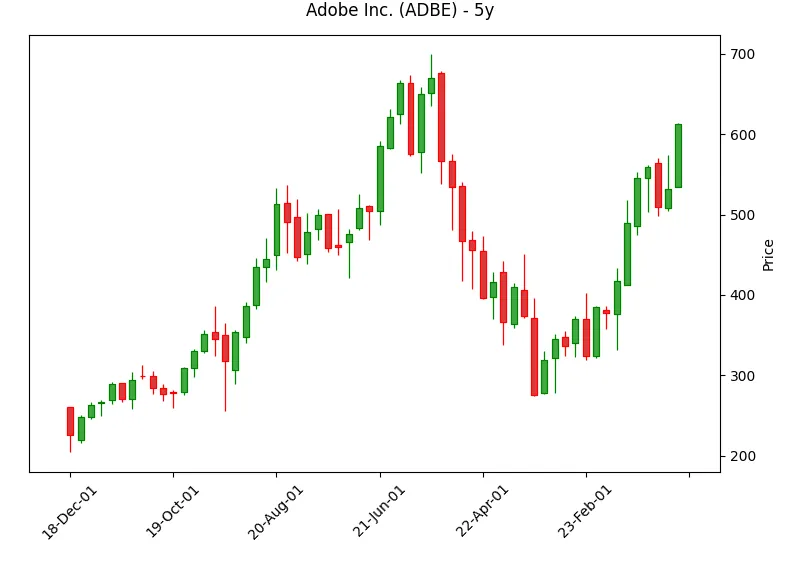 Adobe Inc. (ADBE) - 5y
700
600
500
400
300
200
Price
18-Dec-01
19-Oct-01
20-Aug-01
21-Jun-01
22-Apr-01
23-Feb-01